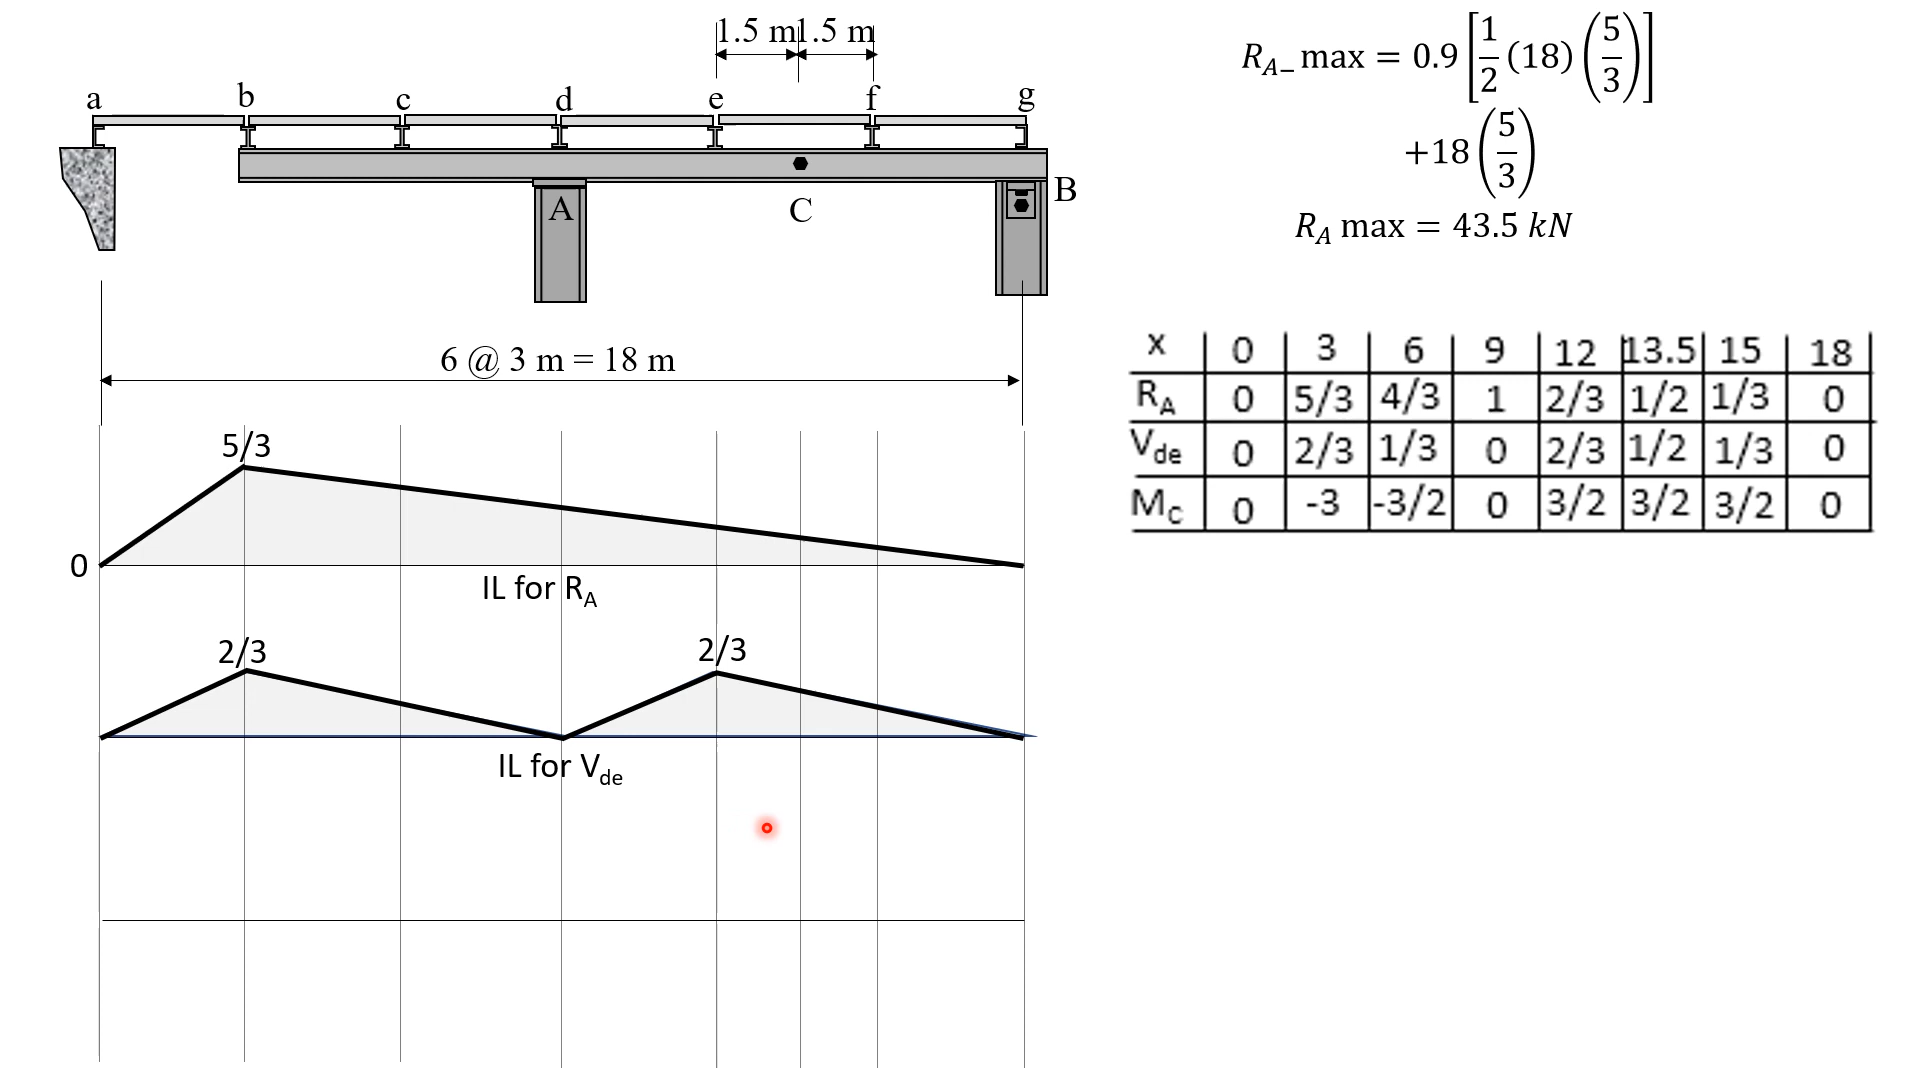 1.5 m 1.5 m
a b c d e f g
A C B
6 @ 3 m = 18 m
5/3
0
IL for R_A
2/3 2/3
IL for V_de
R_{A-} max = 0.9 [1/2 (18) (5/3)]
+18 (5/3)
R_A max = 43.5 kN
x 0 3 6 9 12 13.5 15 18
R_A 0 5/3 4/3 1 2/3 1/2 1/3 0
V_de 0 2/3 1/3 0 2/3 1/2 1/3 0
M_C 0 -3 -3/2 0 3/2 3/2 3/2 0